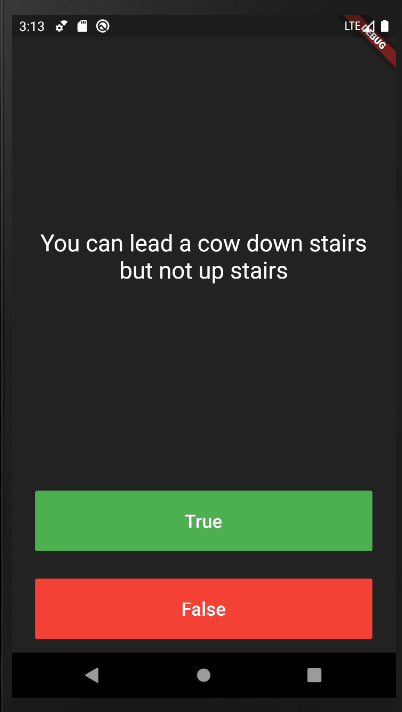 3:13
LTE
DEBUG
You can lead a cow down stairs
but not up stairs
True
False